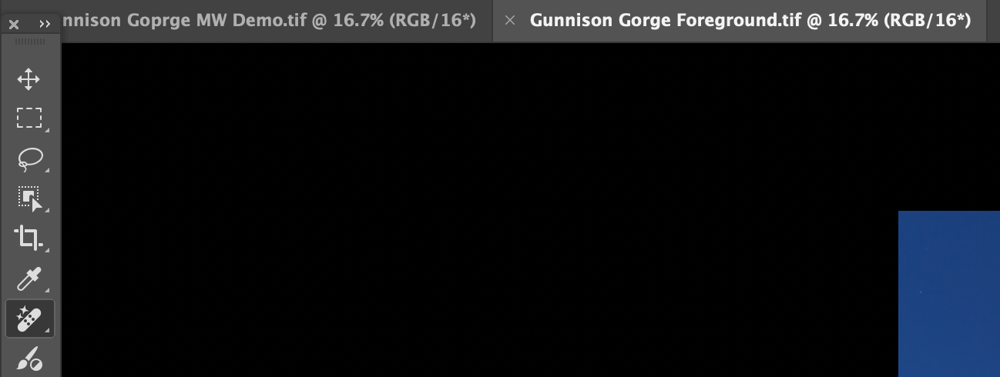 nnison Goprge MW Demo.tif @ 16.7% (RGB/16*)
Gunnison Gorge Foreground.tif @ 16.7% (RGB/16*)